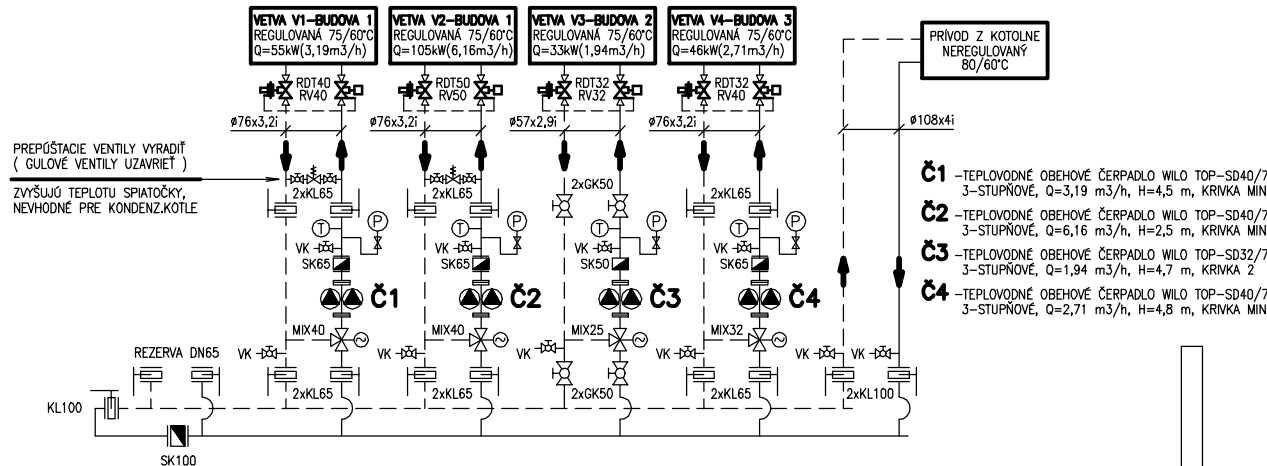 VETVA V1-BUDOVA 1
REGULOVANÁ 75/60°C
Q=55kW(3,19m3/h)
VETVA V2-BUDOVA 1
REGULOVANÁ 75/60°C
Q=105kW(6,16m3/h)
VETVA V3-BUDOVA 2
REGULOVANÁ 75/60°C
Q=33kW(1,94m3/h)
VETVA V4-BUDOVA 3
REGULOVANÁ 75/60°C
Q=46kW(2,71m3/h)
PRÍVOD Z KOTOLNE
NEREGULOVANÝ
80/60°C
RDT40
RV40
RDT50
RV50
RDT32
RV32
RDT32
RV40
ø76x3,2i
ø76x3,2i
ø57x2,9i
ø76x3,2i
ø108x4i
PREPÚŠTACIE VENTILY VYRADIŤ
( GULOVÉ VENTILY UZAVRIEŤ )
ZVYŠUJÚ TEPLOTU SPIATOČKY,
NEVHODNÉ PRE KONDENZ.KOTLE
2xKL65
2xKL65
2xGK50
2xKL65
T
P
T
P
T
P
T
P
VK
VK
VK
VK
SK65
SK65
SK50
SK65
Č1
Č2
Č3
Č4
MIX40
MIX40
MIX25
MIX32
REZERVA DN65
VK
VK
VK
VK
VK
VK
KL100
2xKL65
2xKL65
2xGK50
2xKL65
2xKL100
SK100
Č1 -TEPLOVODNÉ OBEHOVÉ ČERPADLO WILO TOP-SD40/7
3-STUPŇOVÉ, Q=3,19 m3/h, H=4,5 m, KRIVKA MIN
Č2 -TEPLOVODNÉ OBEHOVÉ ČERPADLO WILO TOP-SD40/7
3-STUPŇOVÉ, Q=6,16 m3/h, H=2,5 m, KRIVKA MIN
Č3 -TEPLOVODNÉ OBEHOVÉ ČERPADLO WILO TOP-SD32/7
3-STUPŇOVÉ, Q=1,94 m3/h, H=4,7 m, KRIVKA 2
Č4 -TEPLOVODNÉ OBEHOVÉ ČERPADLO WILO TOP-SD40/7
3-STUPŇOVÉ, Q=2,71 m3/h, H=4,8 m, KRIVKA MIN